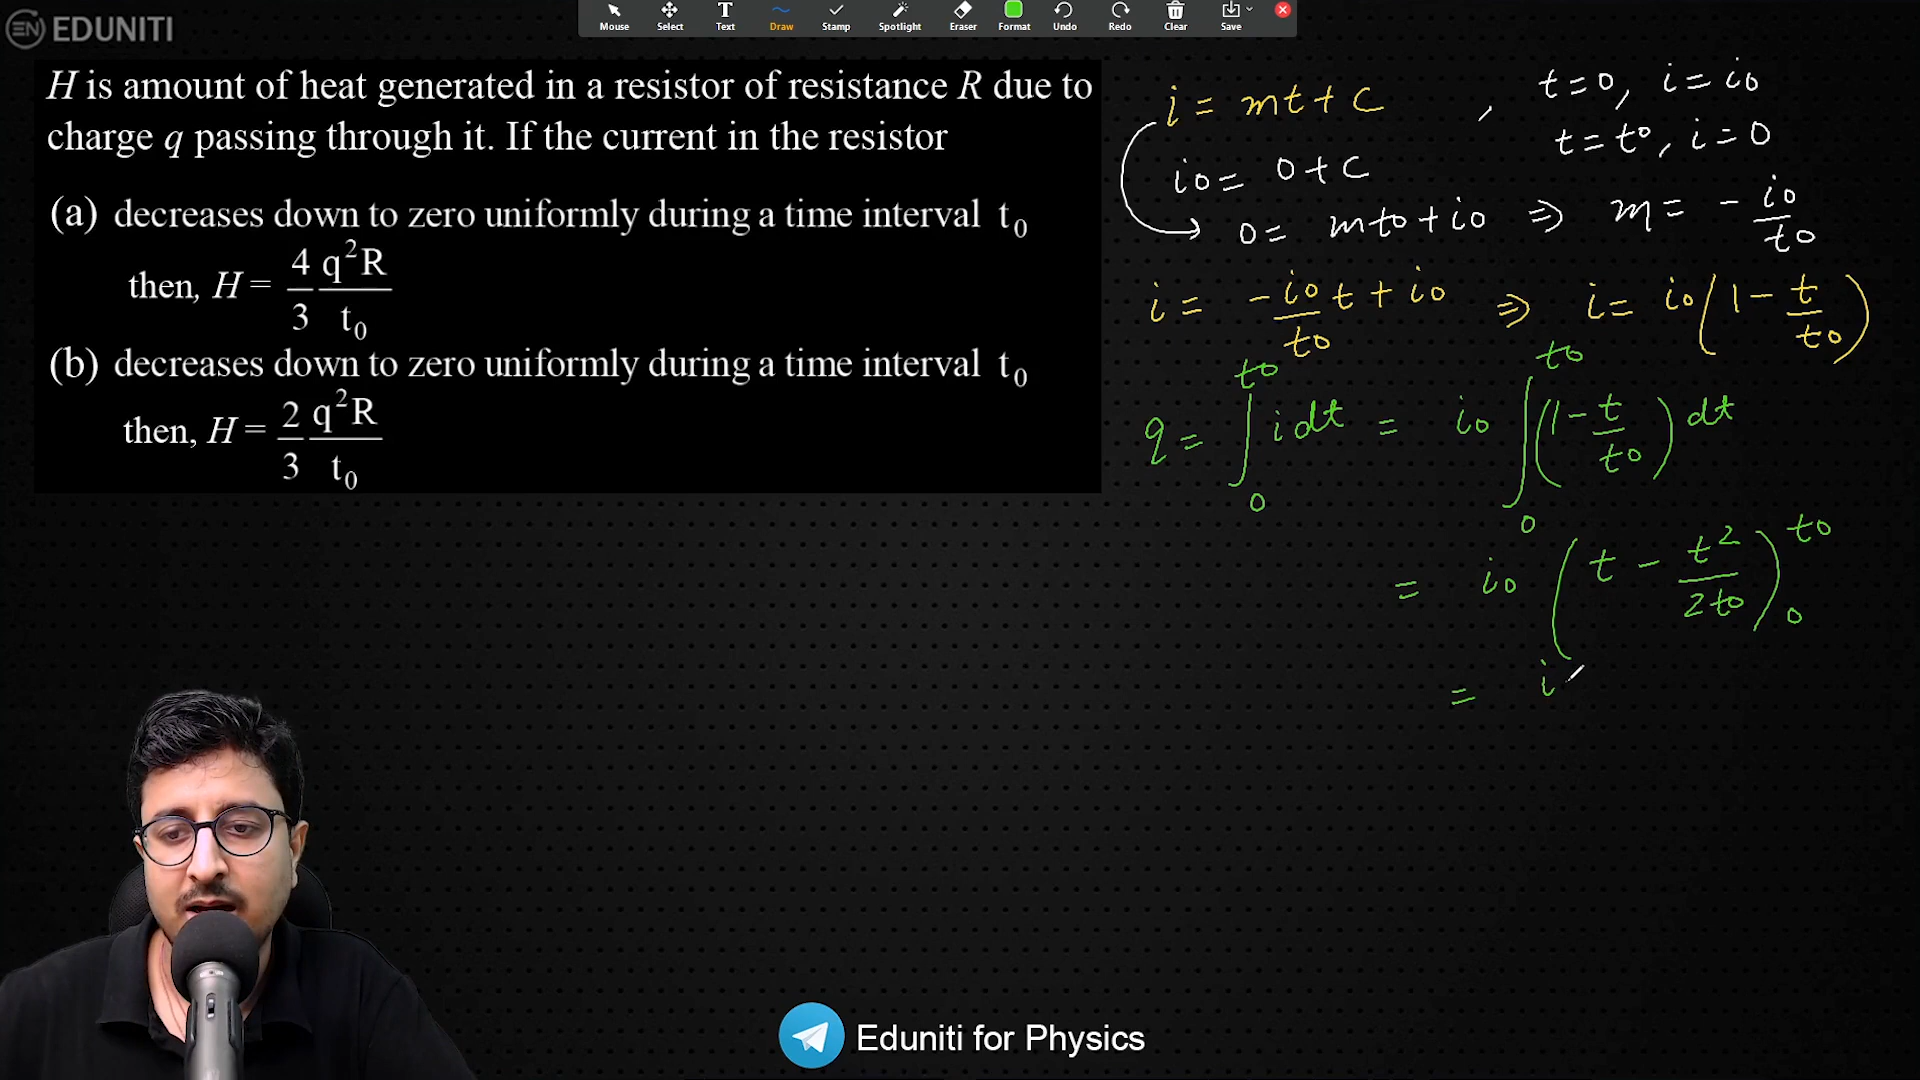 EN EDUNITI
Mouse Select Text Draw Stamp Spotlight Eraser Format Undo Redo Clear Save
H is amount of heat generated in a resistor of resistance R due to
charge q passing through it. If the current in the resistor
(a) decreases down to zero uniformly during a time interval t₀
then, H = 4/3 q²R/t₀
(b) decreases down to zero uniformly during a time interval t₀
then, H = 2/3 q²R/t₀
i = mt + c , t=0, i=i₀
t=t₀, i=0
i₀ = 0 + c
0 = mt₀ + i₀ ⇒ m = -i₀/t₀
i = -i₀/t₀ t + i₀ ⇒ i = i₀(1 - t/t₀)
q = ∫₀^t₀ i dt = i₀ ∫₀^t₀ (1 - t/t₀) dt
= i₀ (t - t²/2t₀)₀^t₀
= i
Eduniti for Physics